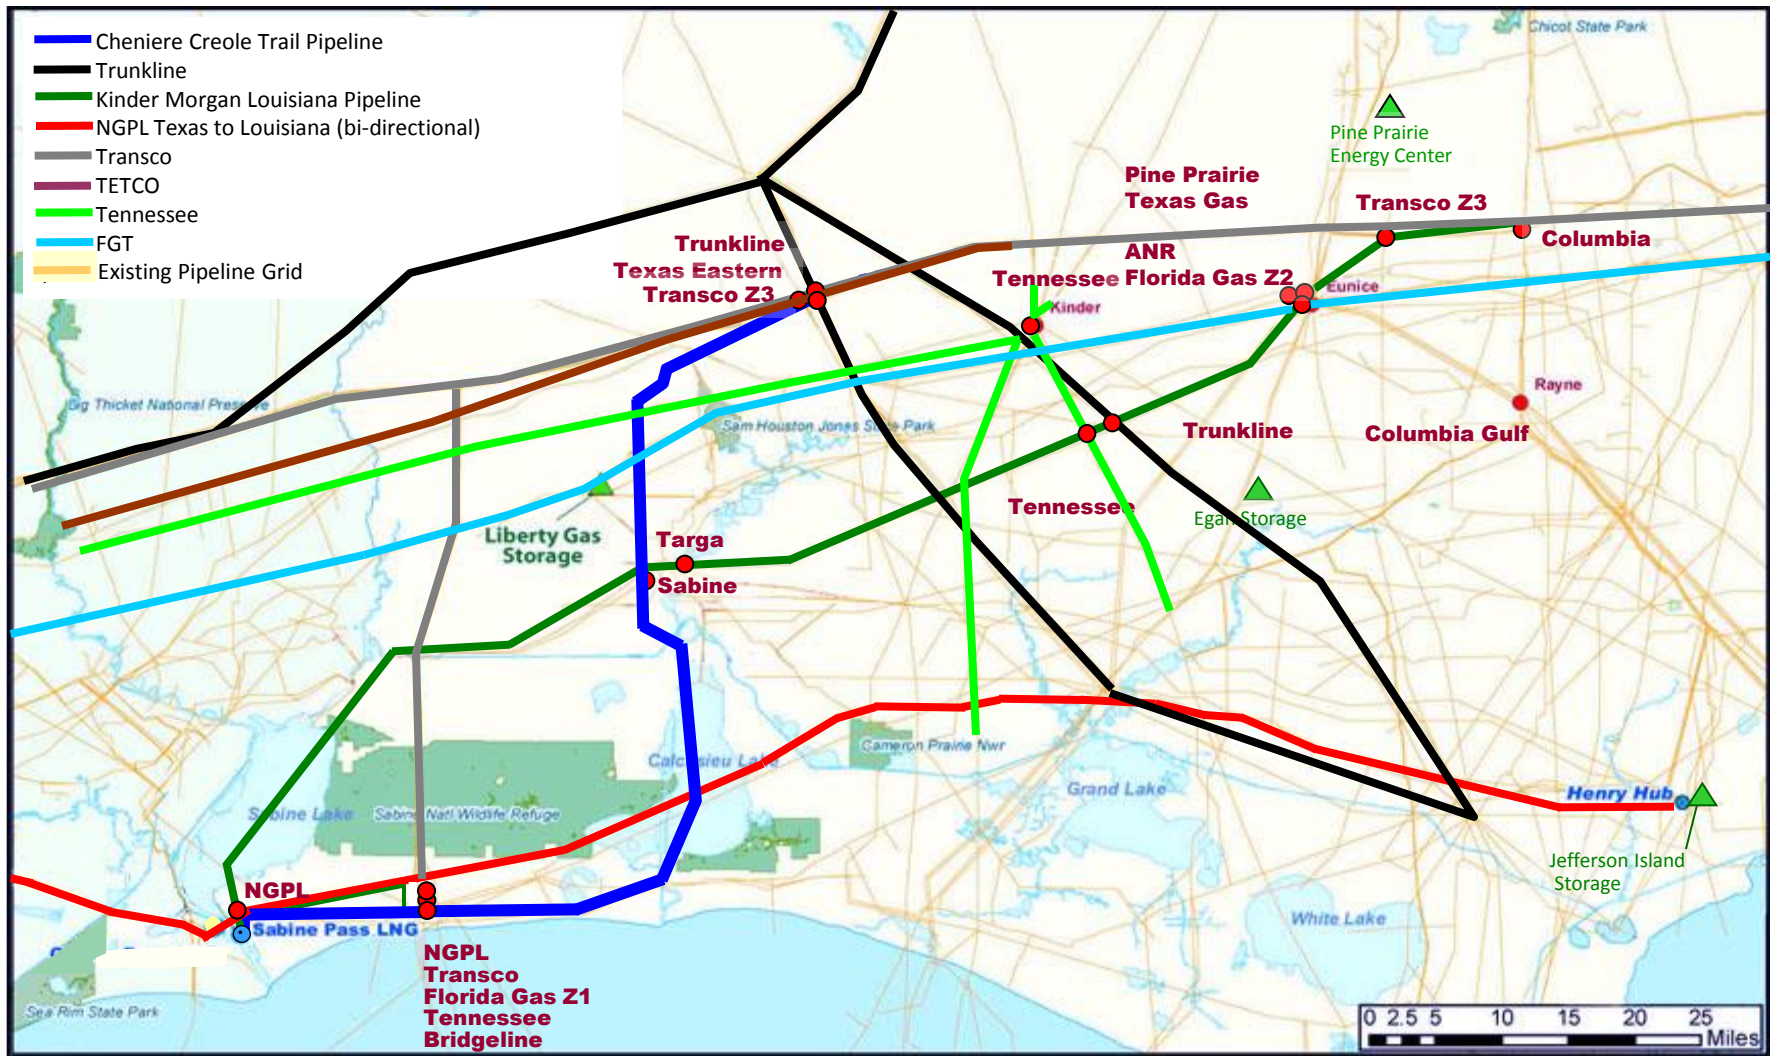 Cheniere Creole Trail Pipeline
Trunkline
Kinder Morgan Louisiana Pipeline
NGPL Texas to Louisiana (bi-directional)
Transco
TETCO
Tennessee
FGT
Existing Pipeline Grid
Chicot State Park
Pine Prairie
Energy Center
Pine Prairie
Texas Gas
Transco Z3
Columbia
Trunkline
Texas Eastern
Transco Z3
ANR
Tennessee
Florida Gas Z2
Eunice
Kinder
Big Thicket National Preserve
Sam Houston Jones State Park
Rayne
Trunkline
Columbia Gulf
Tennessee
Egan Storage
Liberty Gas
Storage
Targa
Sabine
Calcasieu Lake
Cameron Prairie Nwr
Grand Lake
Henry Hub
Sabine Lake
Sabine Natl Wildlife Refuge
Jefferson Island
Storage
NGPL
Sabine Pass LNG
White Lake
NGPL
Transco
Florida Gas Z1
Tennessee
Bridgeline
Sea Rim State Park
0 2.5 5 10 15 20 25
Miles